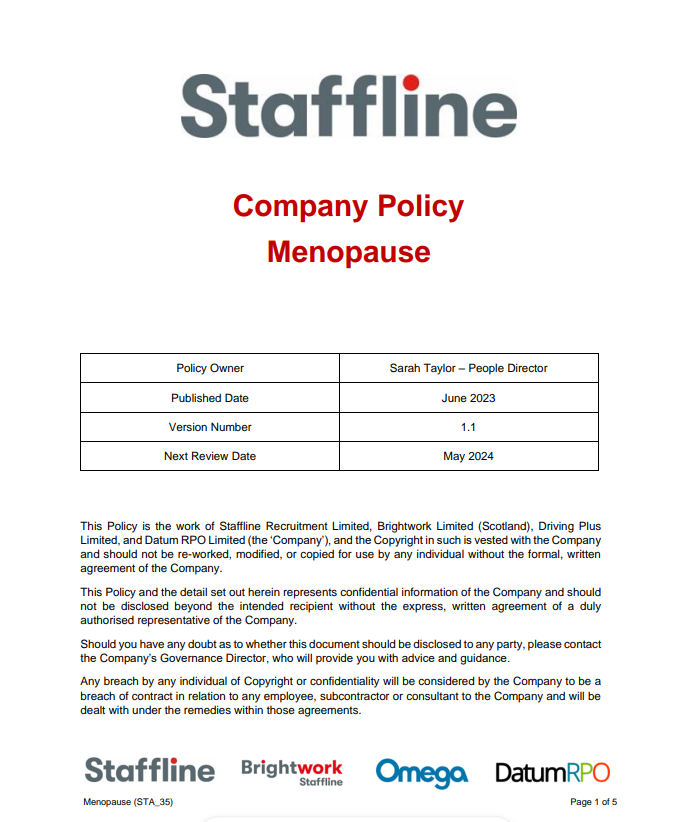 Staffline
Company Policy
Menopause
Policy Owner Sarah Taylor – People Director
Published Date June 2023
Version Number 1.1
Next Review Date May 2024
This Policy is the work of Staffline Recruitment Limited, Brightwork Limited (Scotland), Driving Plus
Limited, and Datum RPO Limited (the ‘Company’), and the Copyright in such is vested with the Company
and should not be re-worked, modified, or copied for use by any individual without the formal, written
agreement of the Company.
This Policy and the detail set out herein represents confidential information of the Company and should
not be disclosed beyond the intended recipient without the express, written agreement of a duly
authorised representative of the Company.
Should you have any doubt as to whether this document should be disclosed to any party, please contact
the Company’s Governance Director, who will provide you with advice and guidance.
Any breach by any individual of Copyright or confidentiality will be considered by the Company to be a
breach of contract in relation to any employee, subcontractor or consultant to the Company and will be
dealt with under the remedies within those agreements.
Staffline Brightwork Staffline Omega DatumRPO
Menopause (STA_35) Page 1 of 5